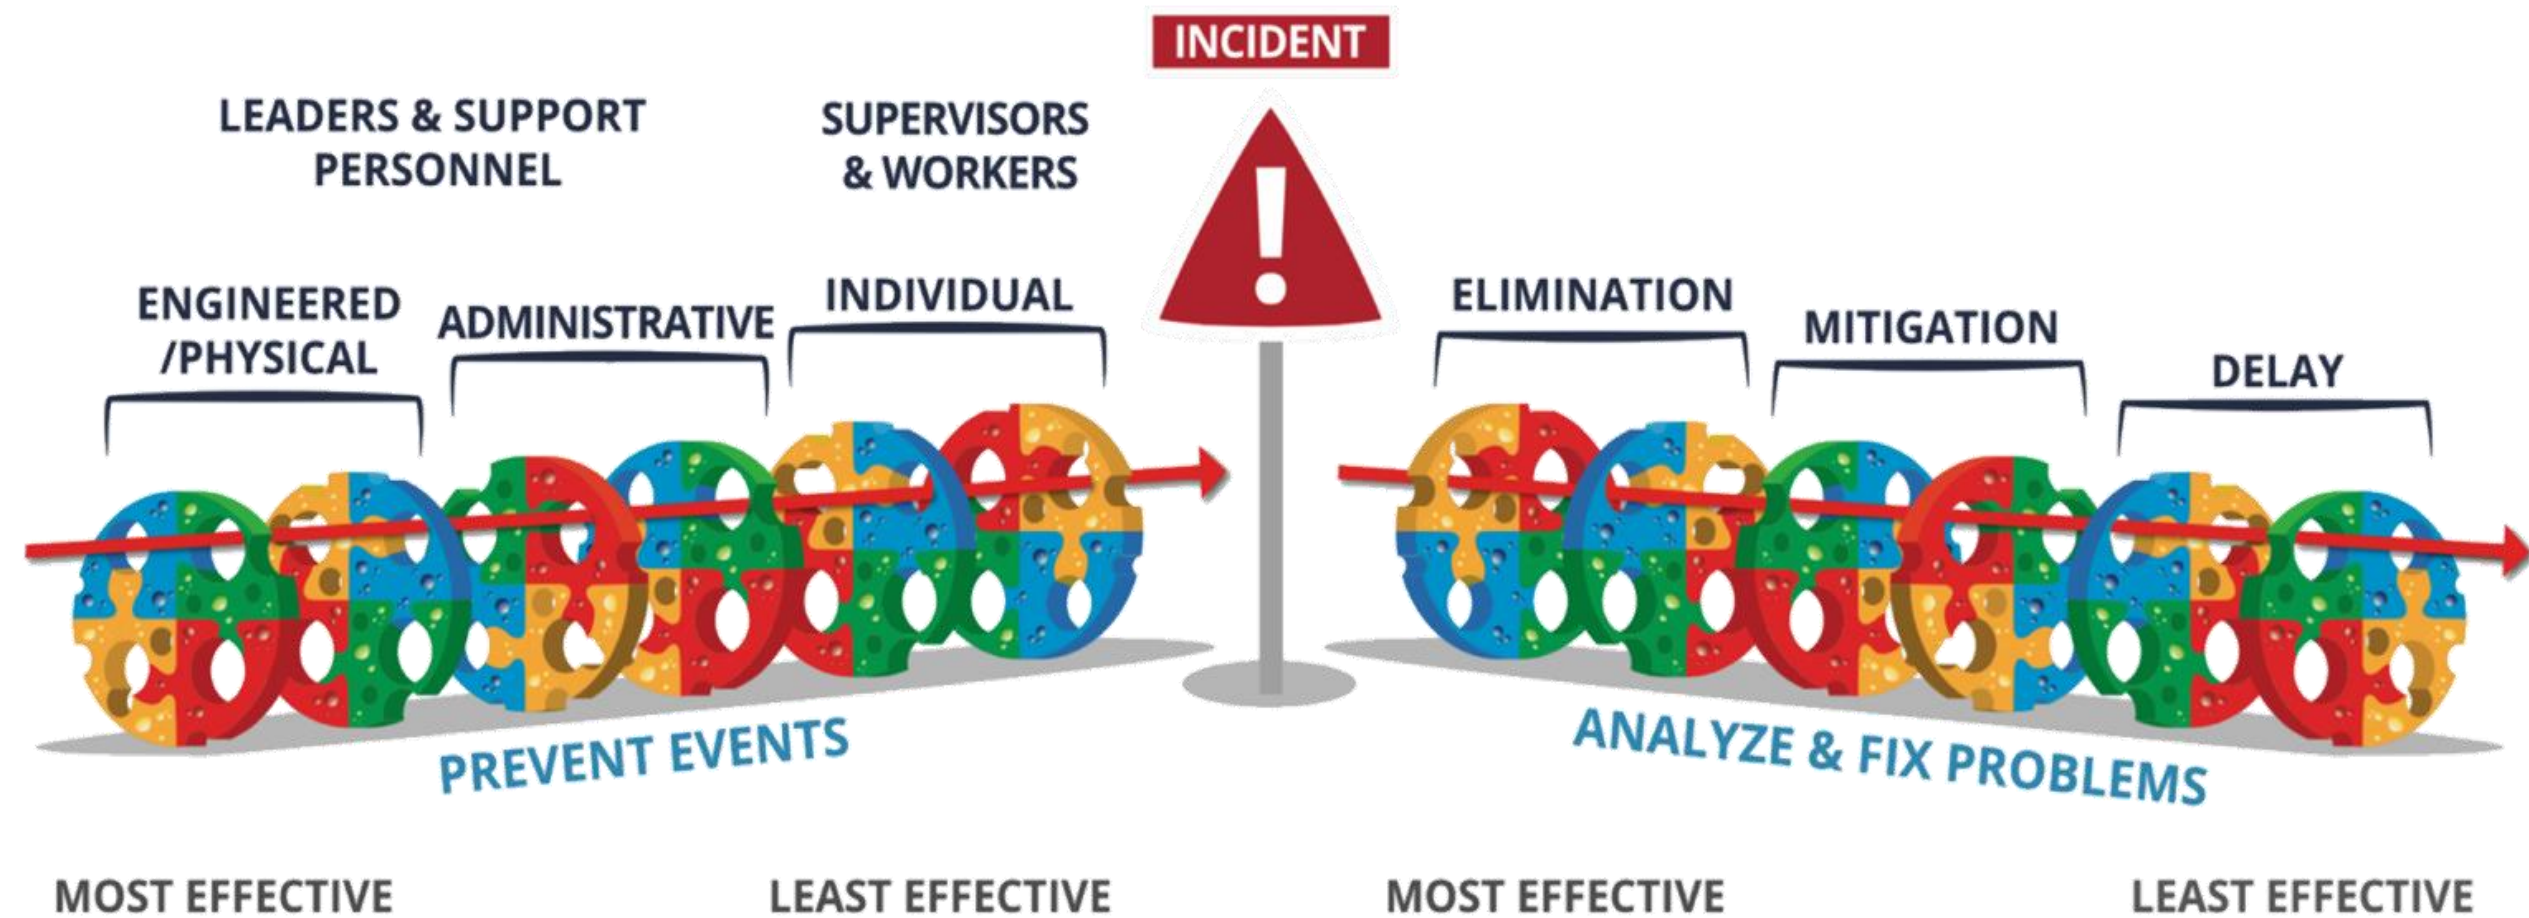 INCIDENT
LEADERS & SUPPORT
PERSONNEL
SUPERVISORS
& WORKERS
ENGINEERED
/PHYSICAL
ADMINISTRATIVE
INDIVIDUAL
ELIMINATION
MITIGATION
DELAY
PREVENT EVENTS
ANALYZE & FIX PROBLEMS
MOST EFFECTIVE
LEAST EFFECTIVE
MOST EFFECTIVE
LEAST EFFECTIVE